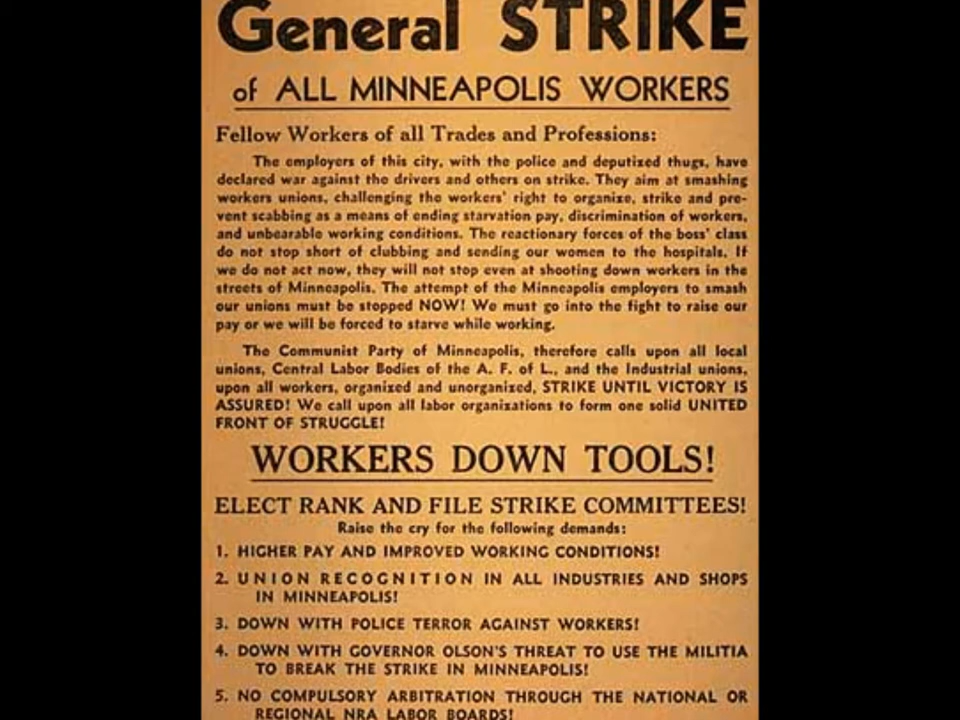 General STRIKE
of ALL MINNEAPOLIS WORKERS
Fellow Workers of all Trades and Professions:
The employers of this city, with the police and deputized thugs, have
declared war against the drivers and others on strike. They aim at smashing
workers unions, challenging the workers' right to organize, strike and pre-
vent scabbing as a means of ending starvation pay, discrimination of workers,
and unbearable working conditions. The reactionary forces of the boss' class
do not stop short of clubbing and sending our women to the hospitals. If
we do not act now, they will not stop even at shooting down workers in the
streets of Minneapolis. The attempt of the Minneapolis employers to smash
our unions must be stopped NOW! We must go into the fight to raise our
pay or we will be forced to starve while working.
The Communist Party of Minneapolis, therefore calls upon all local
unions, Central Labor Bodies of the A. F. of L., and the Industrial unions,
upon all workers, organized and unorganized, STRIKE UNTIL VICTORY IS
ASSURED! We call upon all labor organizations to form one solid UNITED
FRONT OF STRUGGLE!
WORKERS DOWN TOOLS!
ELECT RANK AND FILE STRIKE COMMITTEES!
Raise the cry for the following demands:
1. HIGHER PAY AND IMPROVED WORKING CONDITIONS!
2. UNION RECOGNITION IN ALL INDUSTRIES AND SHOPS
IN MINNEAPOLIS!
3. DOWN WITH POLICE TERROR AGAINST WORKERS!
4. DOWN WITH GOVERNOR OLSON'S THREAT TO USE THE MILITIA
TO BREAK THE STRIKE IN MINNEAPOLIS!
5. NO COMPULSORY ARBITRATION THROUGH THE NATIONAL OR
REGIONAL NRA LABOR BOARDS!